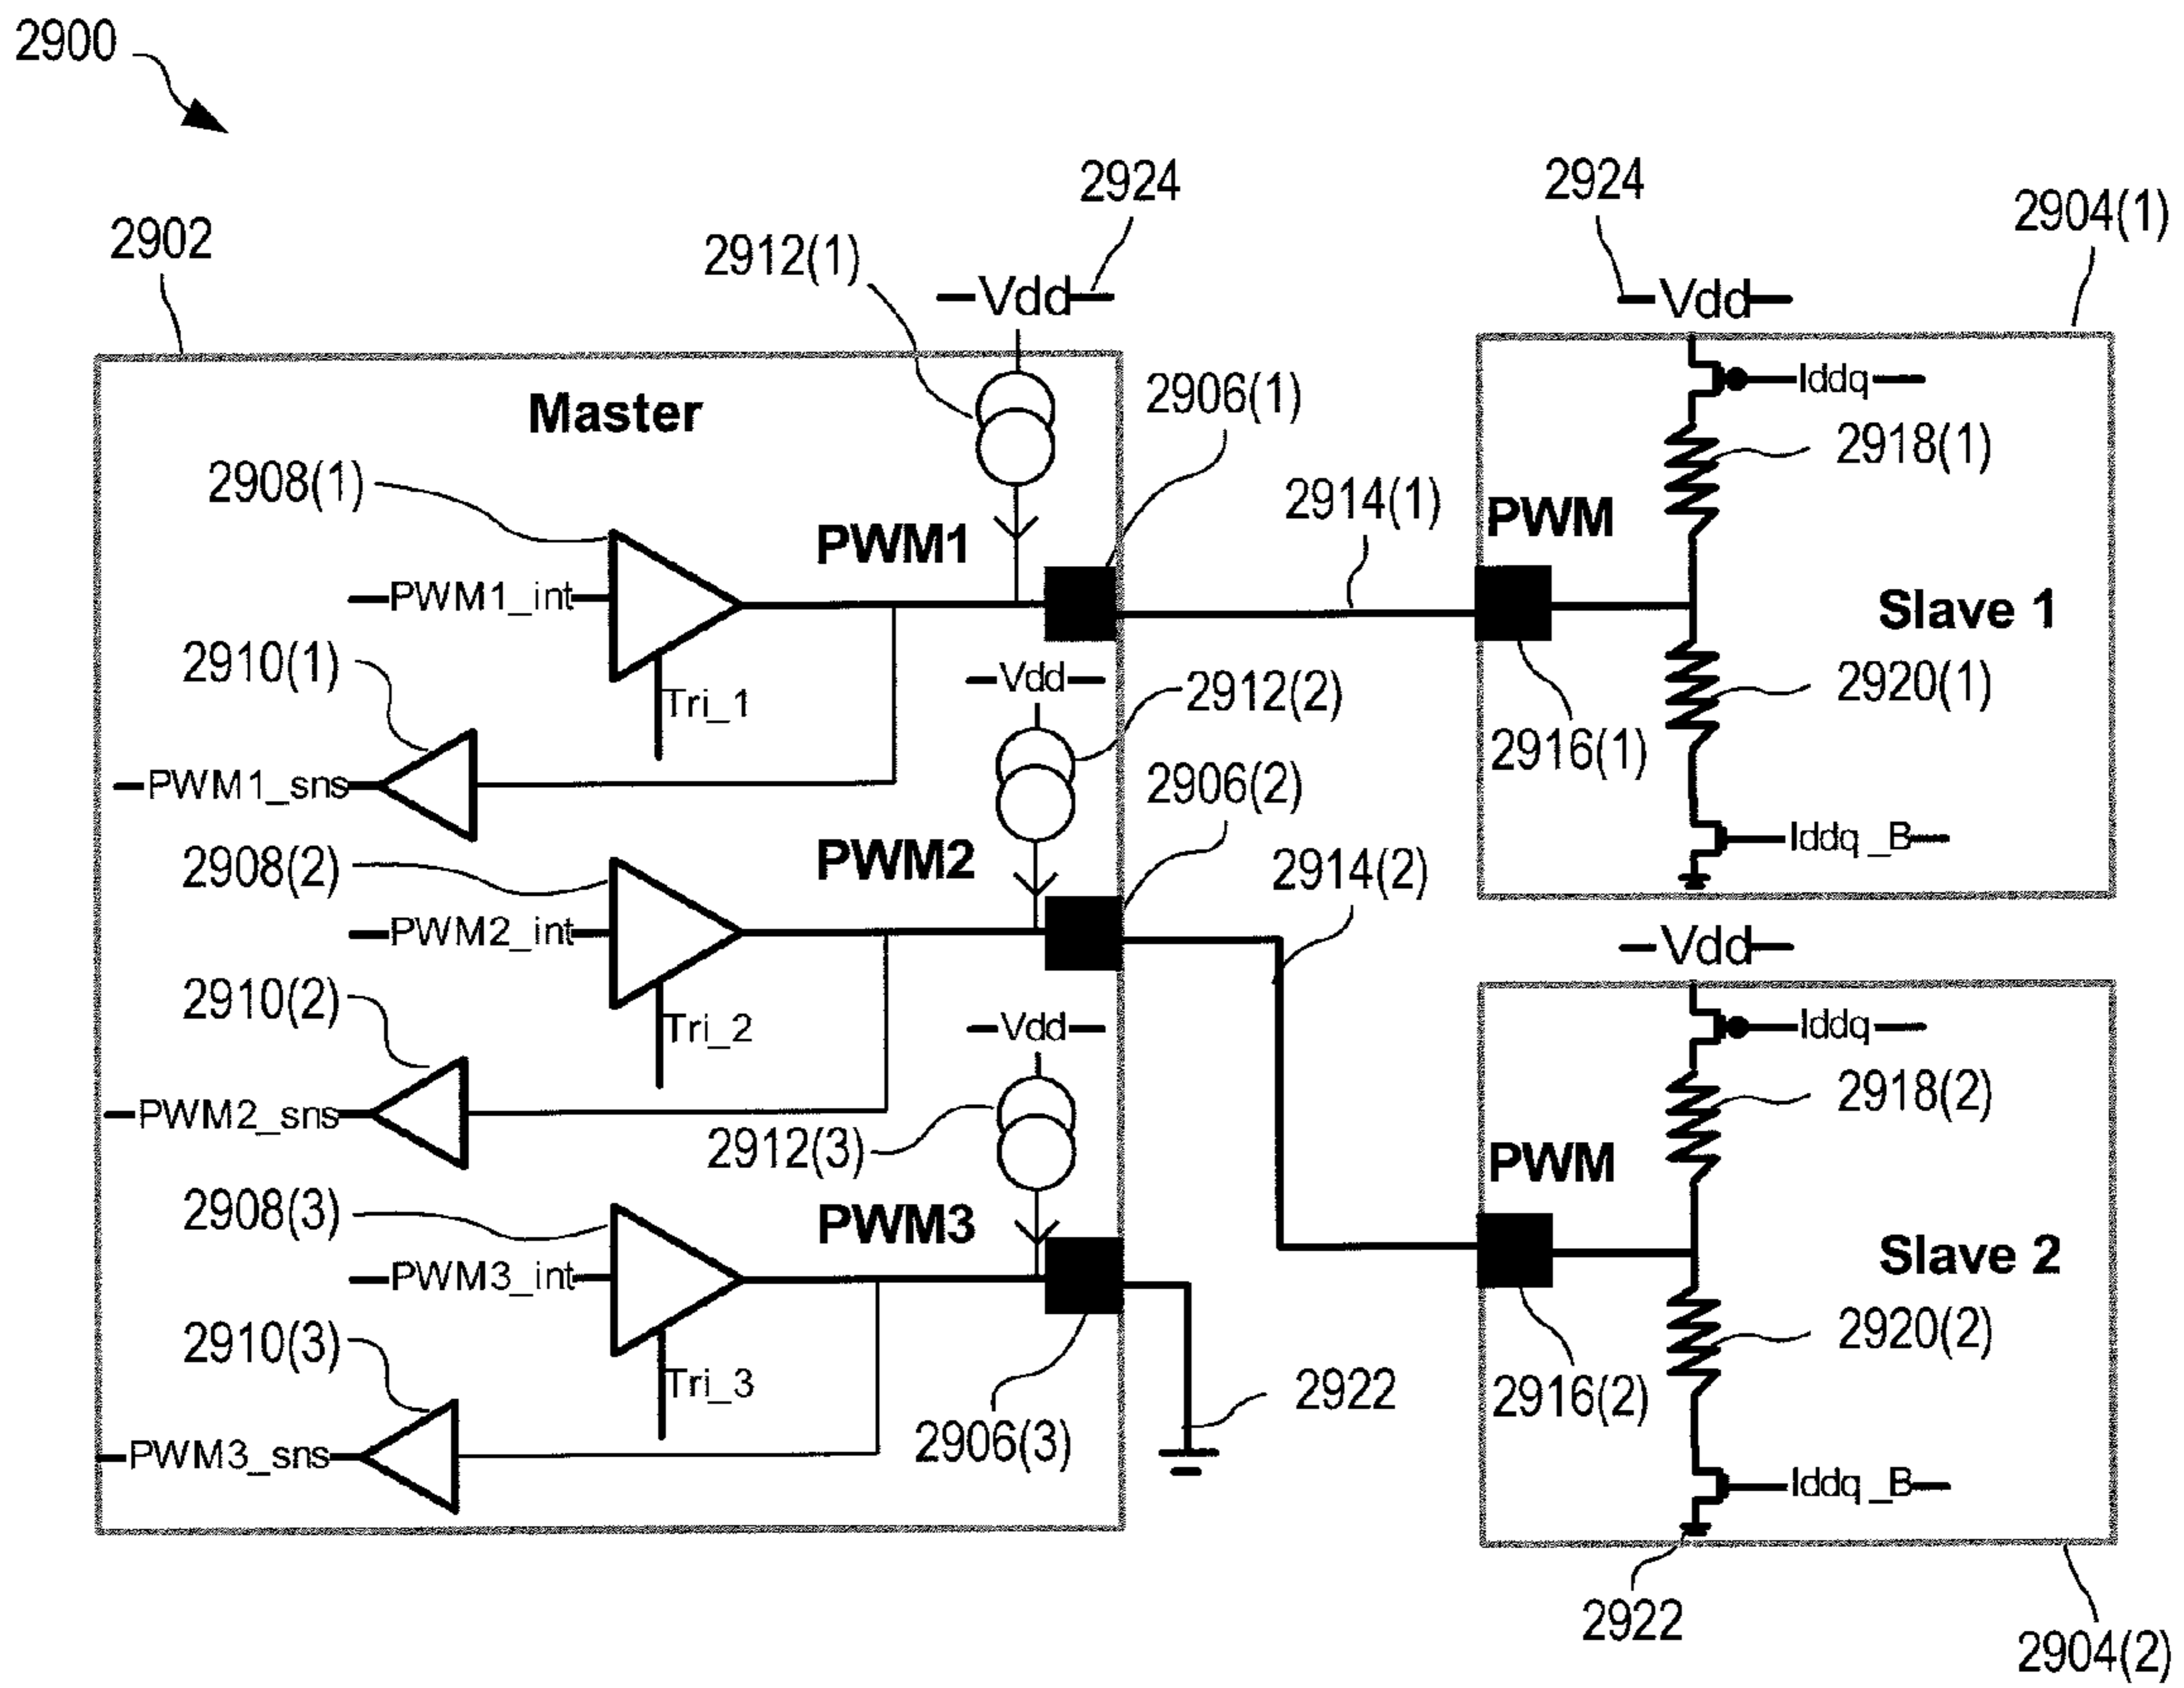 2900
2924
2924
2904(1)
2902
2912(1)
Vdd
Vdd
Master
2906(1)
Iddq
2918(1)
2908(1)
2914(1)
PWM
PWM1
PWM1_int
Slave 1
2910(1)
Vdd
2912(2)
2920(1)
Tri_1
2916(1)
PWM1_sns
2906(2)
Iddq_B
2908(2)
PWM2
2914(2)
PWM2_int
Vdd
2910(2)
Tri_2
Vdd
Iddq
2918(2)
PWM2_sns
2912(3)
PWM
2908(3)
PWM3
Slave 2
PWM3_int
2910(3)
Tri_3
2920(2)
2922
2916(2)
2906(3)
PWM3_sns
Iddq_B
2922
2904(2)